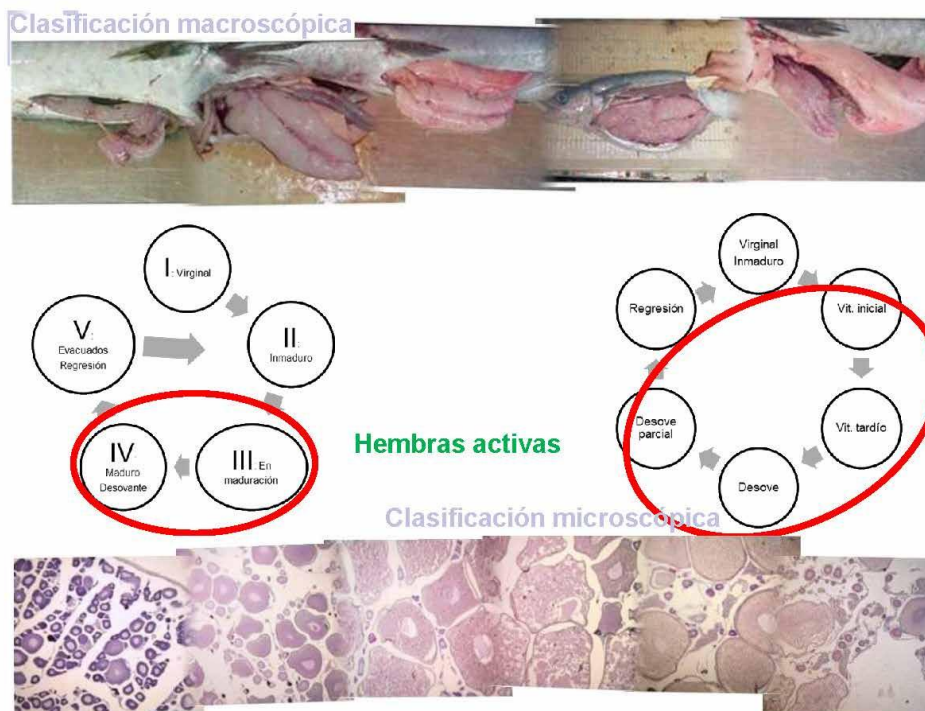 Clasificación macroscópica
I: Virginal
II:
Inmaduro
III: En
maduración
IV
Maduro
Desovante
V:
Evacuados
Regresión
Hembras activas
Virginal
Inmaduro
Vit. inicial
Vit. tardío
Desove
Desove
parcial
Regresión
Clasificación microscópica